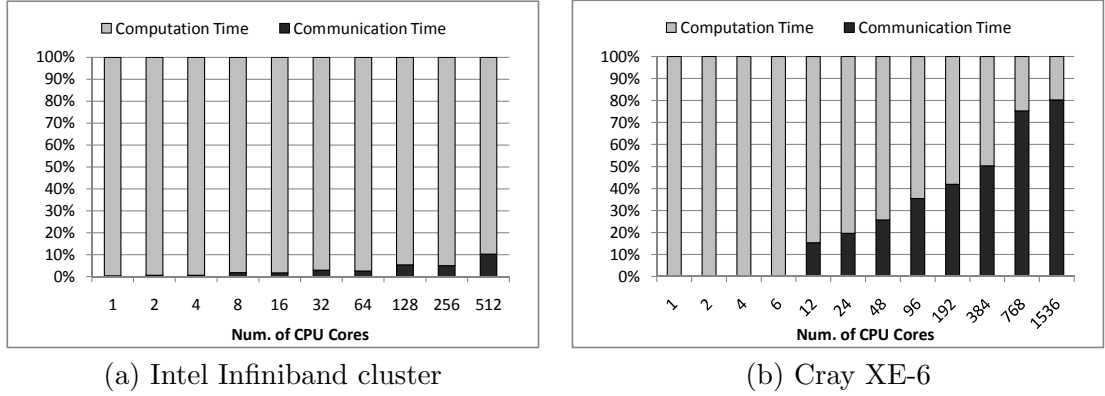 Computation Time Communication Time
100%
90%
80%
70%
60%
50%
40%
30%
20%
10%
0%
1 2 4 8 16 32 64 128 256 512
Num. of CPU Cores
(a) Intel Infiniband cluster
Computation Time Communication Time
100%
90%
80%
70%
60%
50%
40%
30%
20%
10%
0%
1 2 4 6 12 24 48 96 192 384 768 1536
Num. of CPU Cores
(b) Cray XE-6